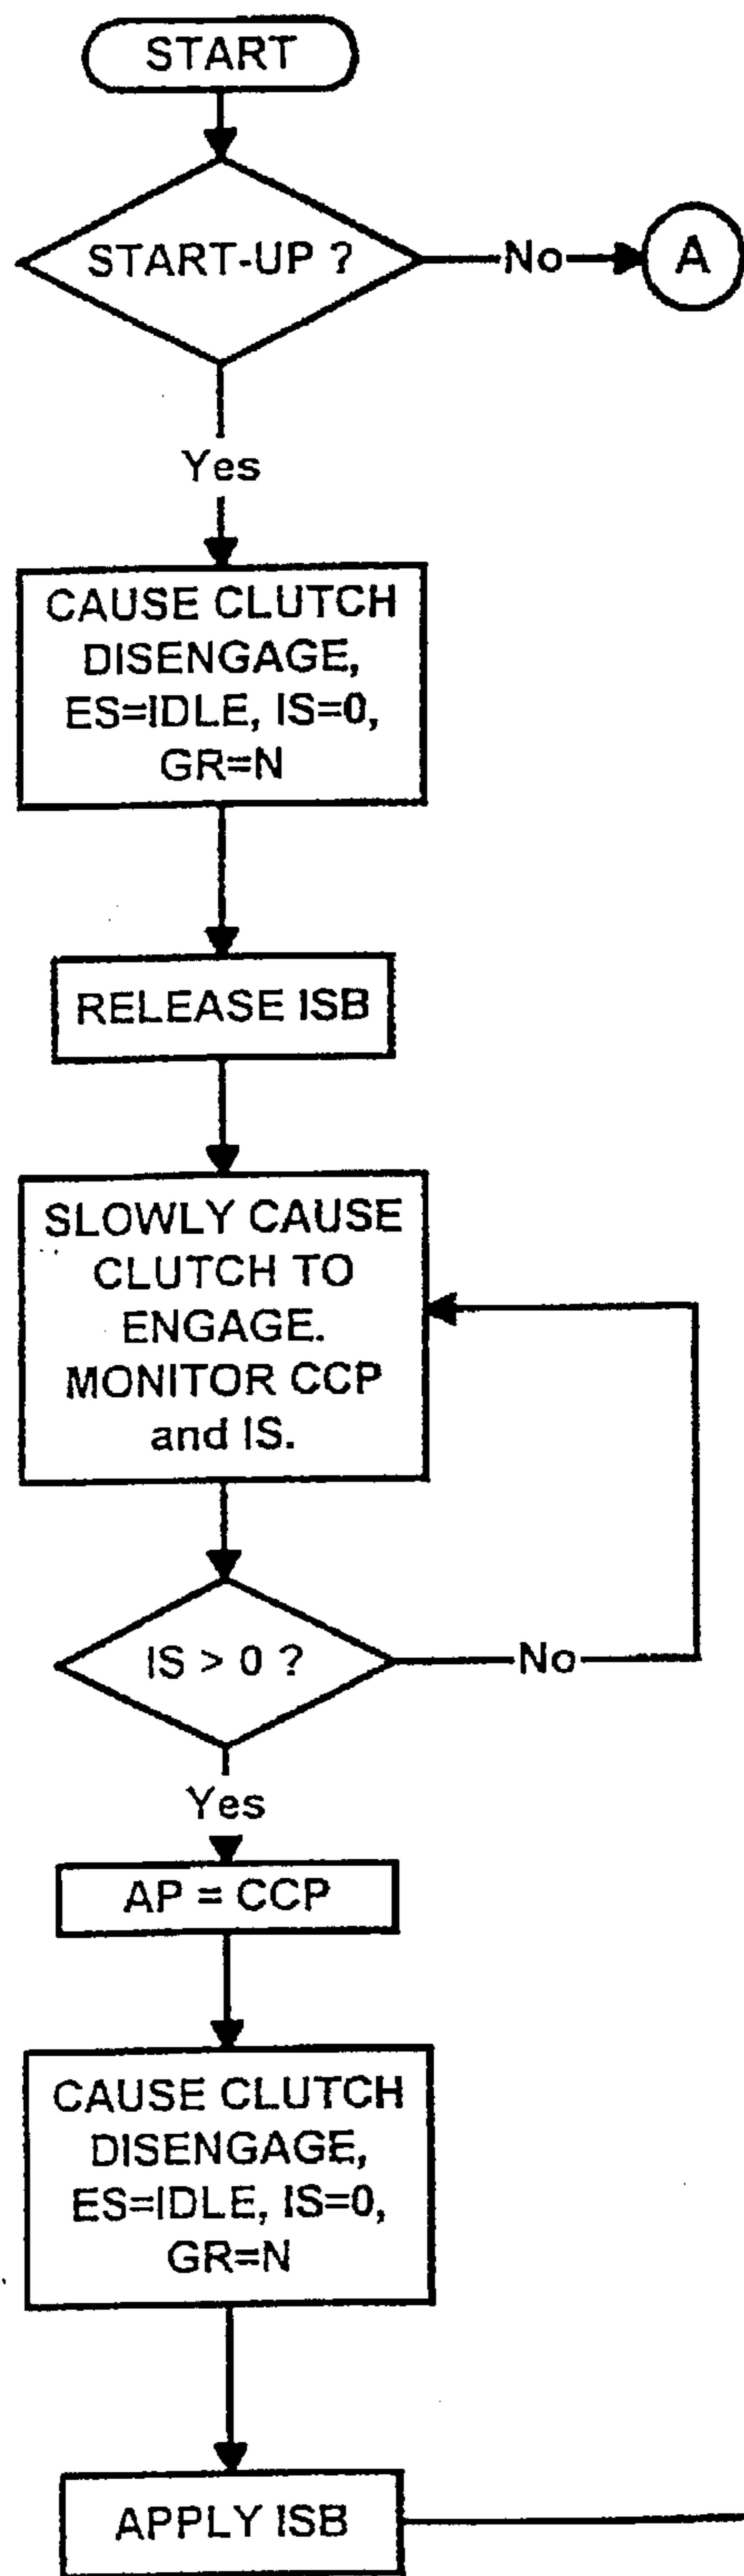 START
START-UP ?
No
A
Yes
CAUSE CLUTCH
DISENGAGE,
ES=IDLE, IS=0,
GR=N
RELEASE ISB
SLOWLY CAUSE
CLUTCH TO
ENGAGE.
MONITOR CCP
and IS.
IS > 0 ?
No
Yes
AP = CCP
CAUSE CLUTCH
DISENGAGE,
ES=IDLE, IS=0,
GR=N
APPLY ISB